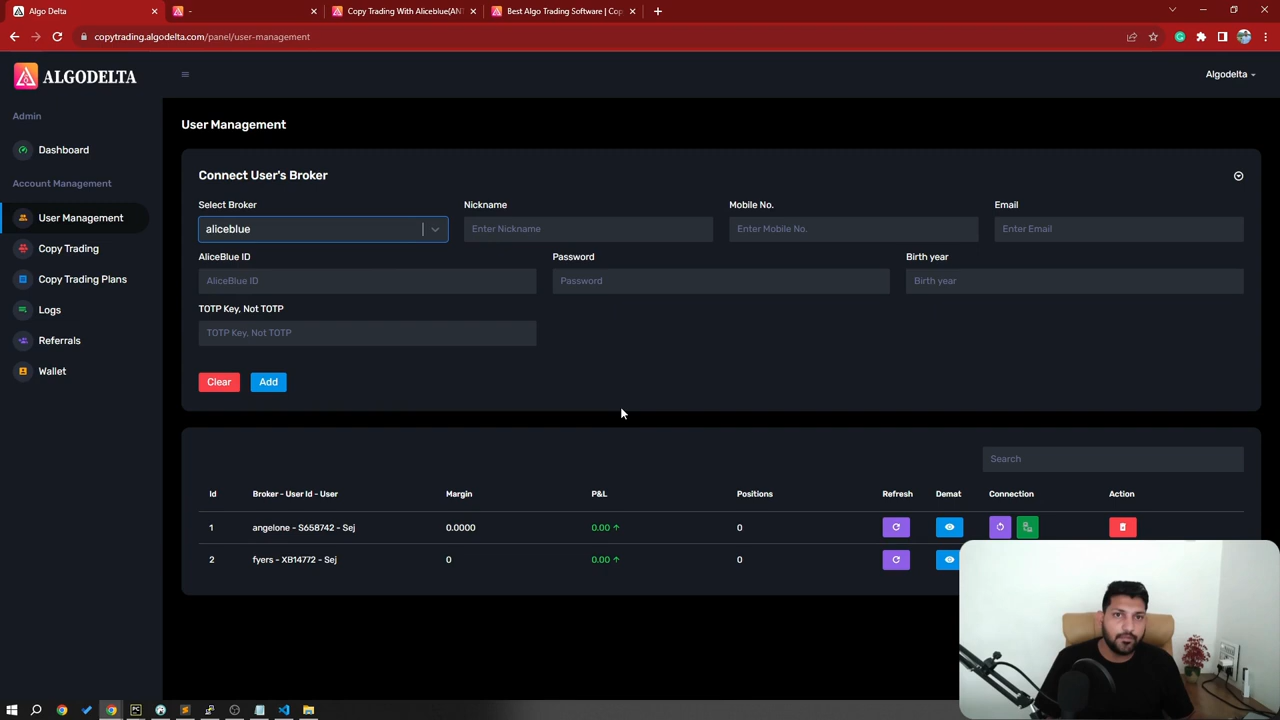 Algo Delta
-
Copy Trading With Aliceblue(ANT
Best Algo Trading Software | Cop
copytrading.algodelta.com/panel/user-management
ALGODELTA
Algodelta
Admin
Dashboard
Account Management
User Management
Copy Trading
Copy Trading Plans
Logs
Referrals
Wallet
User Management
Connect User's Broker
Select Broker Nickname Mobile No. Email
aliceblue Enter Nickname Enter Mobile No. Enter Email
AliceBlue ID Password Birth year
AliceBlue ID Password Birth year
TOTP Key, Not TOTP
TOTP Key, Not TOTP
Clear Add
Search
Id Broker - User Id - User Margin P&L Positions Refresh Demat Connection Action
1 angelone - S658742 - Sej 0.0000 0.00 ↑ 0
2 fyers - XB14772 - Sej 0 0.00 ↑ 0